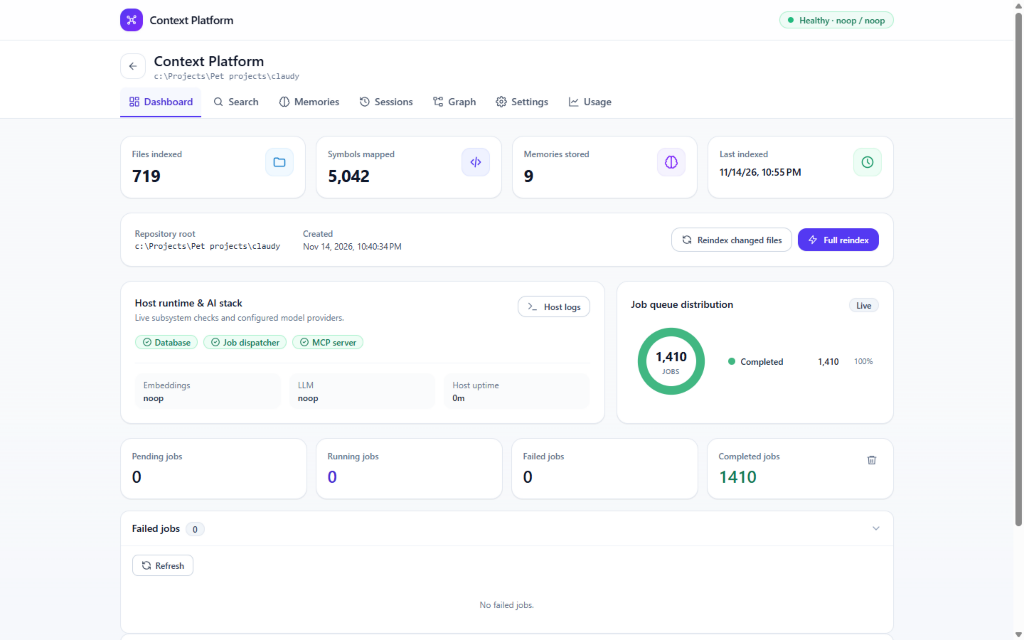 Context Platform
Healthy · noop / noop
Context Platform
c:\Projects\Pet projects\claudy
Dashboard
Search
Memories
Sessions
Graph
Settings
Usage
Files indexed
719
Symbols mapped
5,042
Memories stored
9
Last indexed
11/14/26, 10:55 PM
Repository root
c:\Projects\Pet projects\claudy
Created
Nov 14, 2026, 10:40:34 PM
Reindex changed files
Full reindex
Host runtime & AI stack
Live subsystem checks and configured model providers.
Host logs
Database
Job dispatcher
MCP server
Embeddings
noop
LLM
noop
Host uptime
0m
Job queue distribution
Live
1,410
JOBS
Completed
1,410
100%
Pending jobs
0
Running jobs
0
Failed jobs
0
Completed jobs
1410
Failed jobs 0
Refresh
No failed jobs.